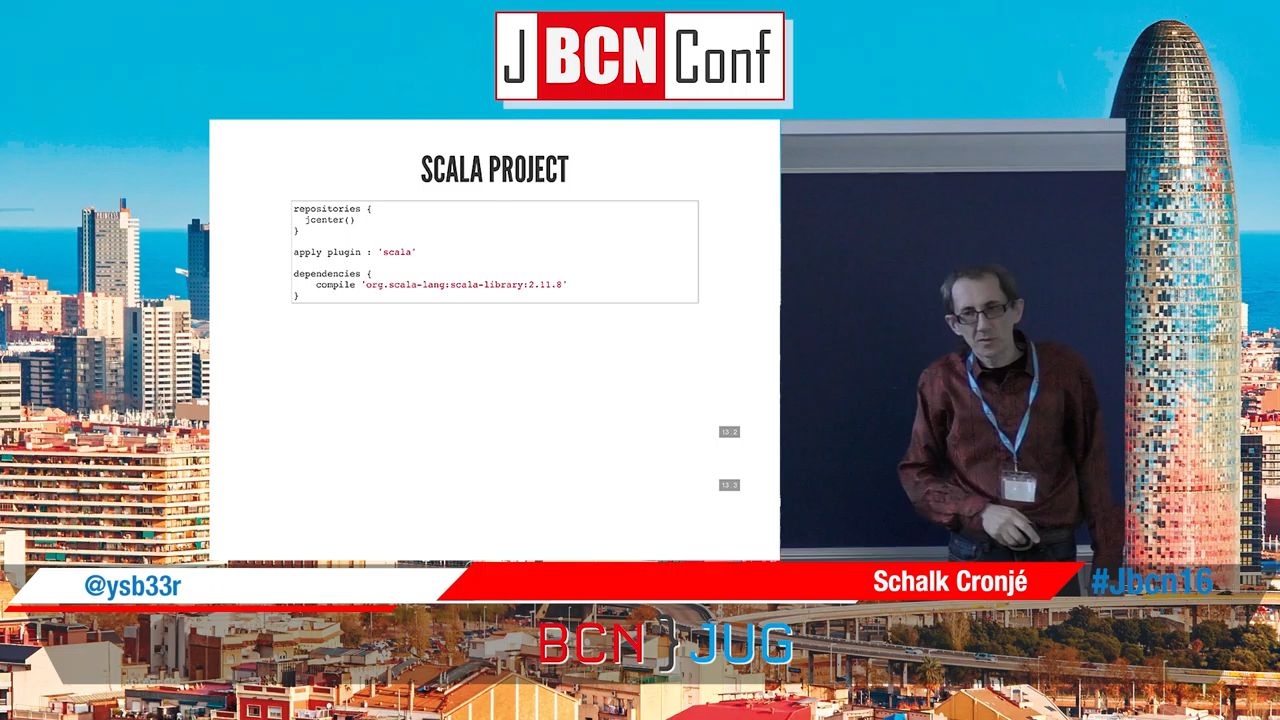 J BCN Conf
SCALA PROJECT
repositories {
jcenter()
}
apply plugin : 'scala'
dependencies {
compile 'org.scala-lang:scala-library:2.11.8'
}
13.2
13.3
@ysb33r
Schalk Cronjé
#Jbcn16
BCN } JUG